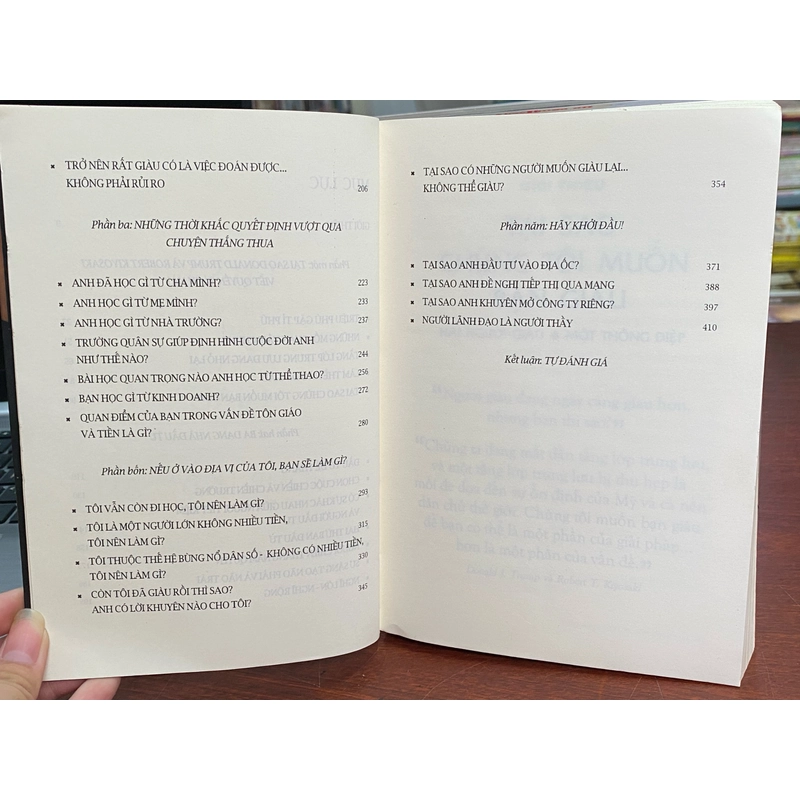 TRỞ NÊN RẤT GIÀU CÓ LÀ VIỆC ĐOÁN ĐƯỢC...
KHÔNG PHẢI RỦI RO 206
Phần ba: NHỮNG THỜI KHẮC QUYẾT ĐỊNH VƯỢT QUA
CHUYỆN THẮNG THUA
ANH ĐÃ HỌC GÌ TỪ CHA MÌNH? 223
ANH HỌC GÌ TỪ MẸ MÌNH? 233
ANH HỌC GÌ TỪ NHÀ TRƯỜNG? 237
TRƯỜNG QUÂN SỰ GIÚP ĐỊNH HÌNH CUỘC ĐỜI ANH
NHƯ THẾ NÀO? 244
BÀI HỌC QUAN TRỌNG NÀO ANH HỌC TỪ THỂ THAO? 256
BẠN HỌC GÌ TỪ KINH DOANH? 272
QUAN ĐIỂM CỦA BẠN TRONG VẤN ĐỀ TÔN GIÁO
VÀ TIỀN LÀ GÌ? 280
Phần bốn: NẾU Ở VÀO ĐỊA VỊ CỦA TÔI, BẠN SẼ LÀM GÌ?
TÔI VẪN CÒN ĐI HỌC, TÔI NÊN LÀM GÌ? 293
TÔI LÀ MỘT NGƯỜI LỚN KHÔNG NHIỀU TIỀN,
TÔI NÊN LÀM GÌ? 315
TÔI THUỘC THẾ HỆ BÙNG NỔ DÂN SỐ - KHÔNG CÓ NHIỀU TIỀN,
TÔI NÊN LÀM GÌ? 330
CÒN TÔI ĐÃ GIÀU RỒI THÌ SAO?
ANH CÓ LỜI KHUYÊN NÀO CHO TÔI? 345
TẠI SAO CÓ NHỮNG NGƯỜI MUỐN GIÀU LẠI...
KHÔNG THỂ GIÀU? 354
Phần năm: HÃY KHỞI ĐẦU!
TẠI SAO ANH ĐẦU TƯ VÀO ĐỊA ỐC? 371
TẠI SAO ANH ĐỀ NGHỊ TIẾP THỊ QUA MẠNG 388
TẠI SAO ANH KHUYÊN MỞ CÔNG TY RIÊNG? 397
NGƯỜI LÃNH ĐẠO LÀ NGƯỜI THẦY 410
Kết luận: TỰ ĐÁNH GIÁ